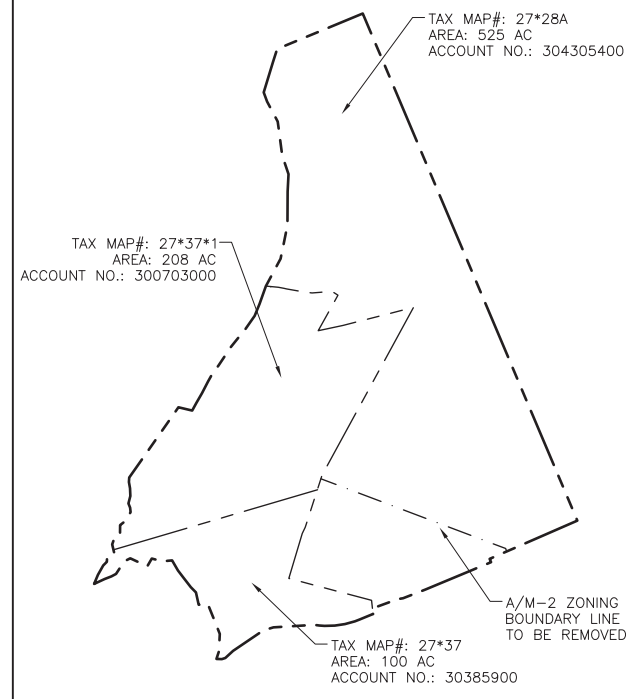 TAX MAP#: 27*28A
AREA: 525 AC
ACCOUNT NO.: 304305400
TAX MAP#: 27*37*1
AREA: 208 AC
ACCOUNT NO.: 300703000
A/M-2 ZONING
BOUNDARY LINE
TO BE REMOVED
TAX MAP#: 27*37
AREA: 100 AC
ACCOUNT NO.: 30385900